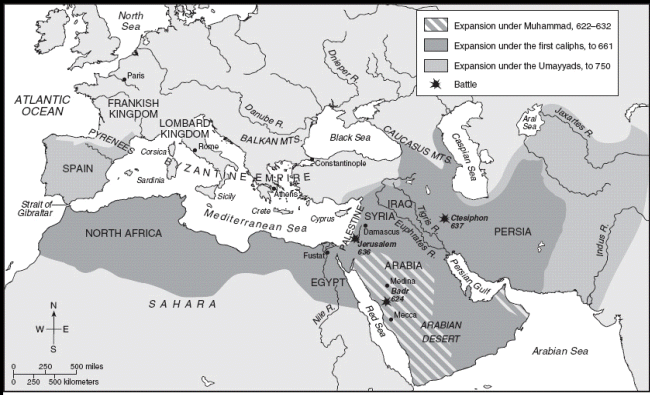 Expansion under Muhammad, 622–632
Expansion under the first caliphs, to 661
Expansion under the Umayyads, to 750
Battle
North
Sea
Paris
ATLANTIC
OCEAN
FRANKISH
KINGDOM
LOMBARD
KINGDOM
Dnieper R.
Danube R.
BALKAN MTS.
Black Sea
CAUCASUS MTS.
Caspian Sea
Aral
Sea
Jaxartes R.
PYRENEES
Corsica
Rome
Constantinople
BYZANTINE EMPIRE
SPAIN
Sardinia
Sicily
Athens
Crete
Cyprus
Strait of
Gibraltar
Mediterranean Sea
NORTH AFRICA
SYRIA
Damascus
IRAQ
Tigris R.
Euphrates R.
Ctesiphon
637
PERSIA
Indus R.
PALESTINE
Jerusalem
636
Fustat
EGYPT
Nile R.
ARABIA
Medina
Badr
624
Mecca
Red Sea
Persian Gulf
ARABIAN
DESERT
Arabian Sea
SAHARA
N
W
E
S
0 250 500 miles
0 250 500 kilometers